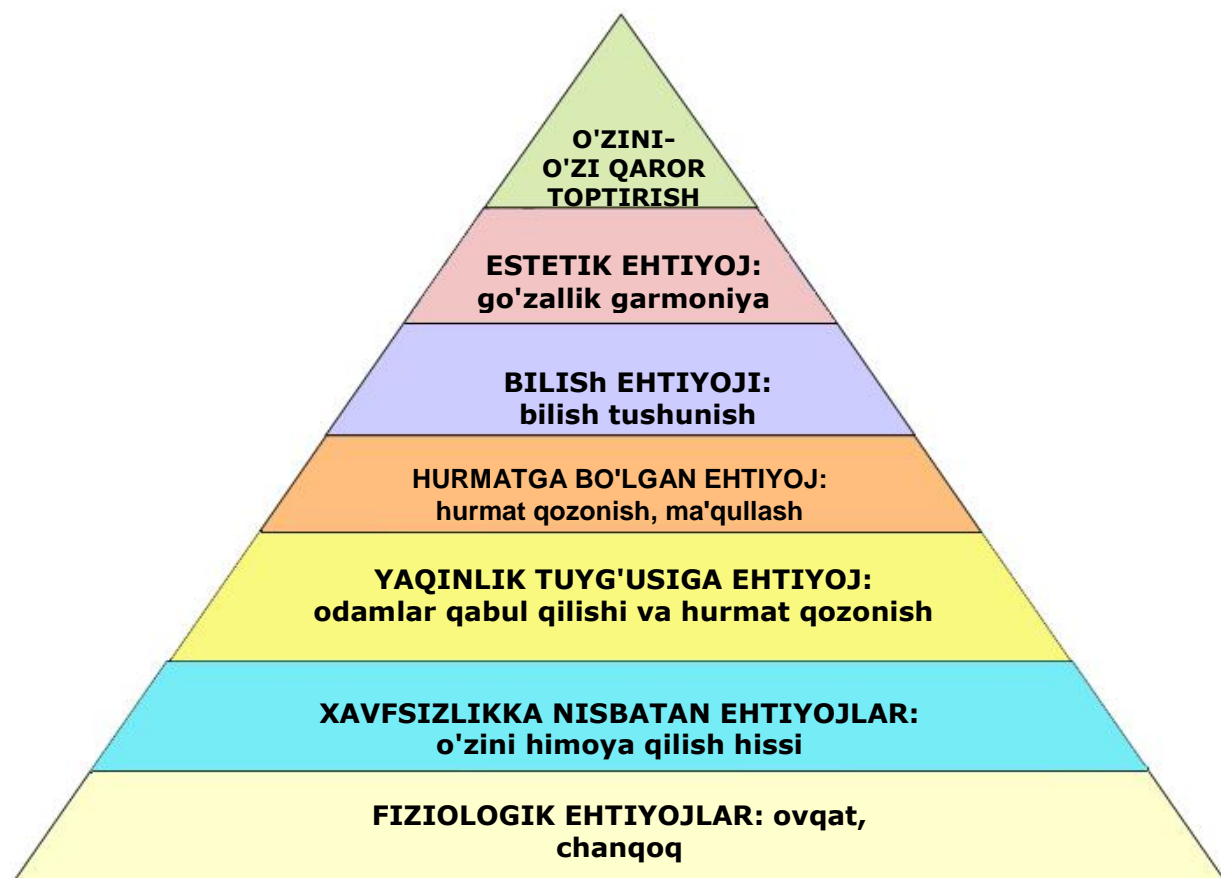 O'ZINI-
O'ZI QAROR
TOPTIRISH
ESTETIK EHTIYOJ:
go'zallik garmoniya
BILISh EHTIYOJI:
bilish tushunish
HURMATGA BO'LGAN EHTIYOJ:
hurmat qozonish, ma'qullash
YAQINLIK TUYG'USIGA EHTIYOJ:
odamlar qabul qilishi va hurmat qozonish
XAVFSIZLIKKA NISBATAN EHTIYOJLAR:
o'zini himoya qilish hissi
FIZIOLOGIK EHTIYOJLAR: ovqat,
chanqoq